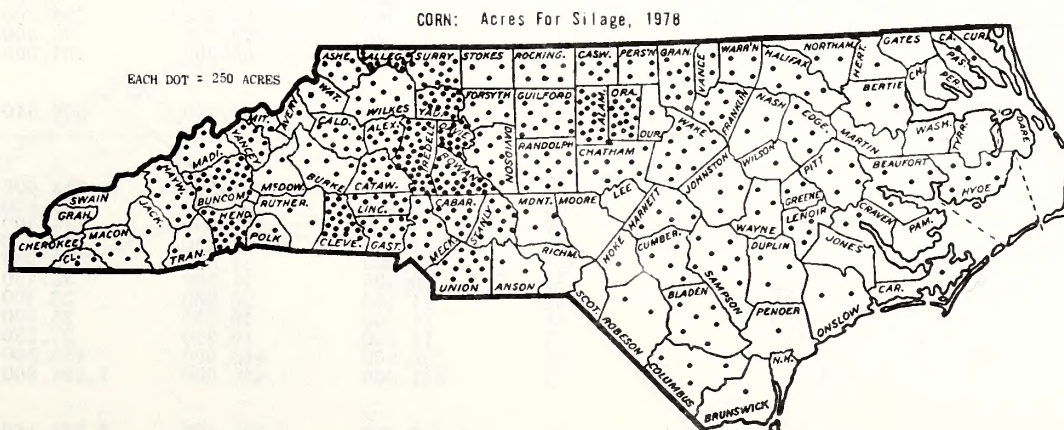 CORN: Acres For Silage, 1978
EACH DOT = 250 ACRES
ASHE.
ALLEG.
SURRY
STOKES
ROCKING.
CASW.
PERS'N
GRAN.
VANCE
WARR'N
NORTHAM.
HALIFAX
HERT.
GATES
CA.
CUR.
PAS.
PER.
CH.
BERTIE
WAT.
WILKES
YAD.
FORSYTH
GUILFORD
ALAM.
ORA.
DUR.
FRANKLIN
NASH
EDGE.
MARTIN
WASH.
TYRR.
DARE
MIT.
AVERY
YANCEY
CALD.
ALEX.
IREDELL
DAVIE
DAVIDSON
RANDOLPH
CHATHAM
WAKE
JOHNSTON
WILSON
PITT
BEAUFORT
HYDE
MADI.
BUNCOM.
McDOW.
BURKE
CATAW.
ROWAN
HAYW.
SWAIN
GRAH.
JACK.
HEND.
RUTHER.
POLK
CLEVE.
LINC.
GAST.
CABAR.
STANLY
MONT.
MOORE
LEE
HARNETT
WAYNE
GREENE
LENOIR
CRAVEN
PAM.
CHEROKEE
MACON
CL.
TRAN.
MECK.
UNION
ANSON
RICHM.
HOKE
CUMBER.
SAMPSON
DUPLIN
JONES
CAR.
SCOT.
ROBESON
BLADEN
PENDER
ONSLOW
COLUMBUS
N.H.
BRUNSWICK